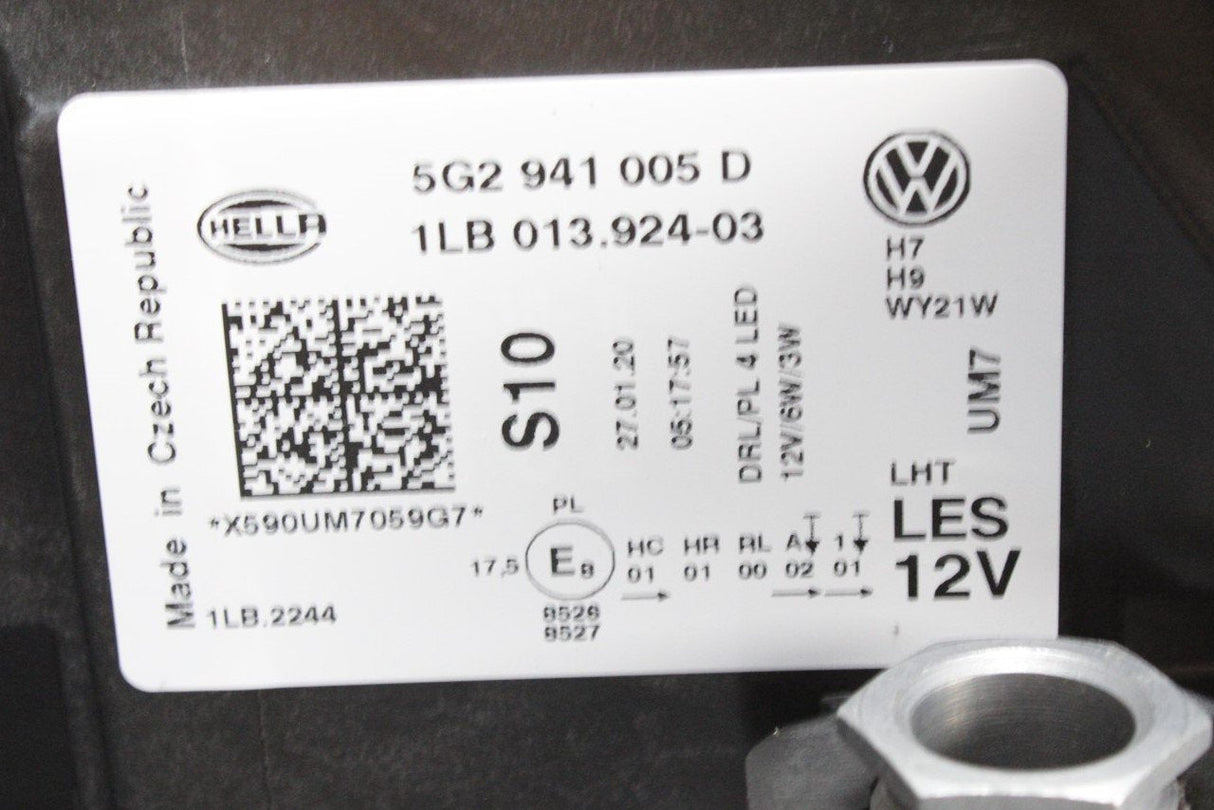 Made in Czech Republic
HELLA
5G2 941 005 D
1LB 013.924-03
H7
H9
WY21W
S10
27.01.20
05:17:57
DRL/PL 4 LED
12V/6W/3W
UM7
*X590UM7059G7*
1LB.2244
PL
17,5
E8
8526
8527
HC HR RL A 1
01 01 00 02 01
LHT
LES
12V